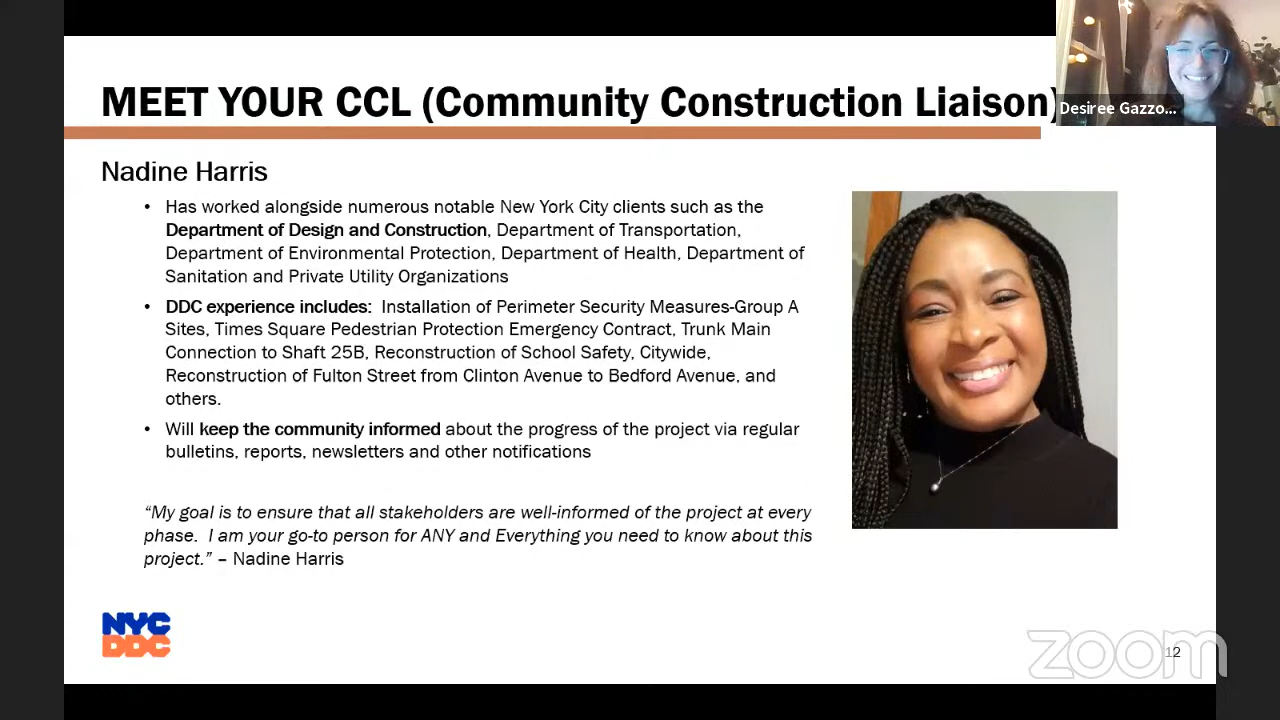 MEET YOUR CCL (Community Construction Liaison)
Desiree Gazzo...
Nadine Harris
• Has worked alongside numerous notable New York City clients such as the
Department of Design and Construction, Department of Transportation,
Department of Environmental Protection, Department of Health, Department of
Sanitation and Private Utility Organizations
• DDC experience includes: Installation of Perimeter Security Measures-Group A
Sites, Times Square Pedestrian Protection Emergency Contract, Trunk Main
Connection to Shaft 25B, Reconstruction of School Safety, Citywide,
Reconstruction of Fulton Street from Clinton Avenue to Bedford Avenue, and
others.
• Will keep the community informed about the progress of the project via regular
bulletins, reports, newsletters and other notifications
“My goal is to ensure that all stakeholders are well-informed of the project at every
phase. I am your go-to person for ANY and Everything you need to know about this
project.” – Nadine Harris
NYC
DDC
zoom
12